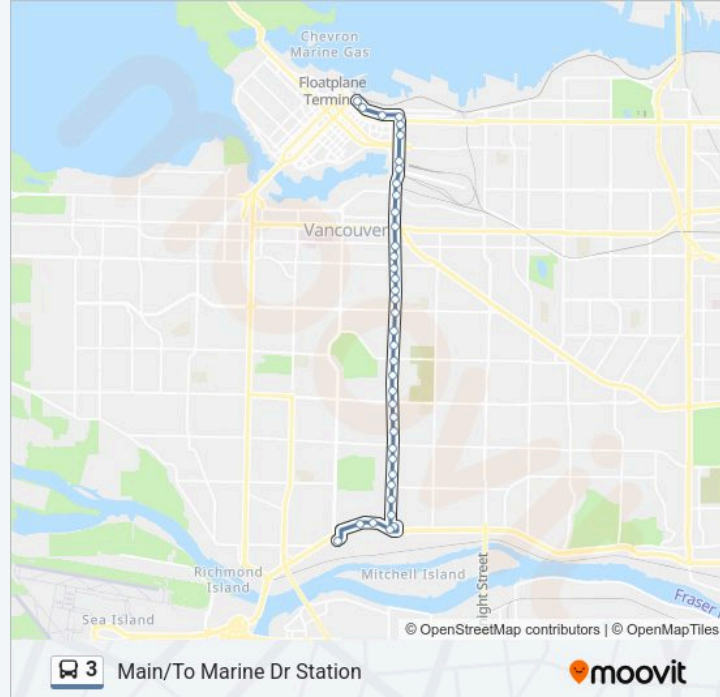 Chevron
Marine Gas
Floatplane
Termin
Vancouver
Richmond
Island
Mitchell Island
Sea Island
ight Street
Fraser
© OpenStreetMap contributors | © OpenMapTiles
3 Main/To Marine Dr Station
moovit
moovit